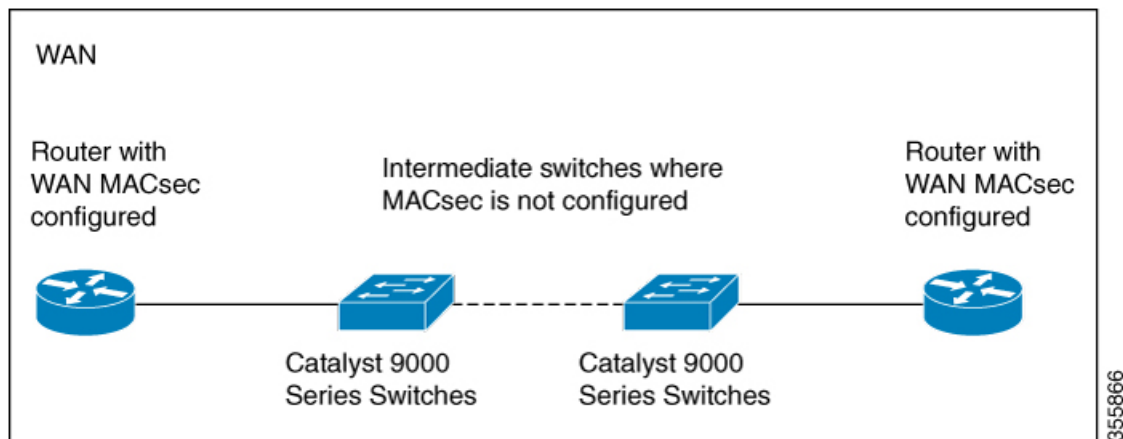 WAN
Router with
WAN MACsec
configured
Intermediate switches where
MACsec is not configured
Router with
WAN MACsec
configured
Catalyst 9000
Series Switches
Catalyst 9000
Series Switches
355866